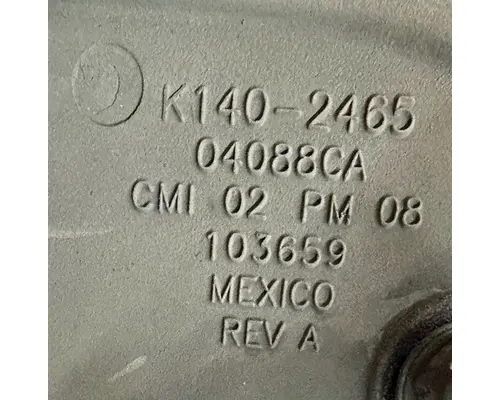 K140-2465
04088CA
CMI 02 PM 08
103659
MEXICO
REV A